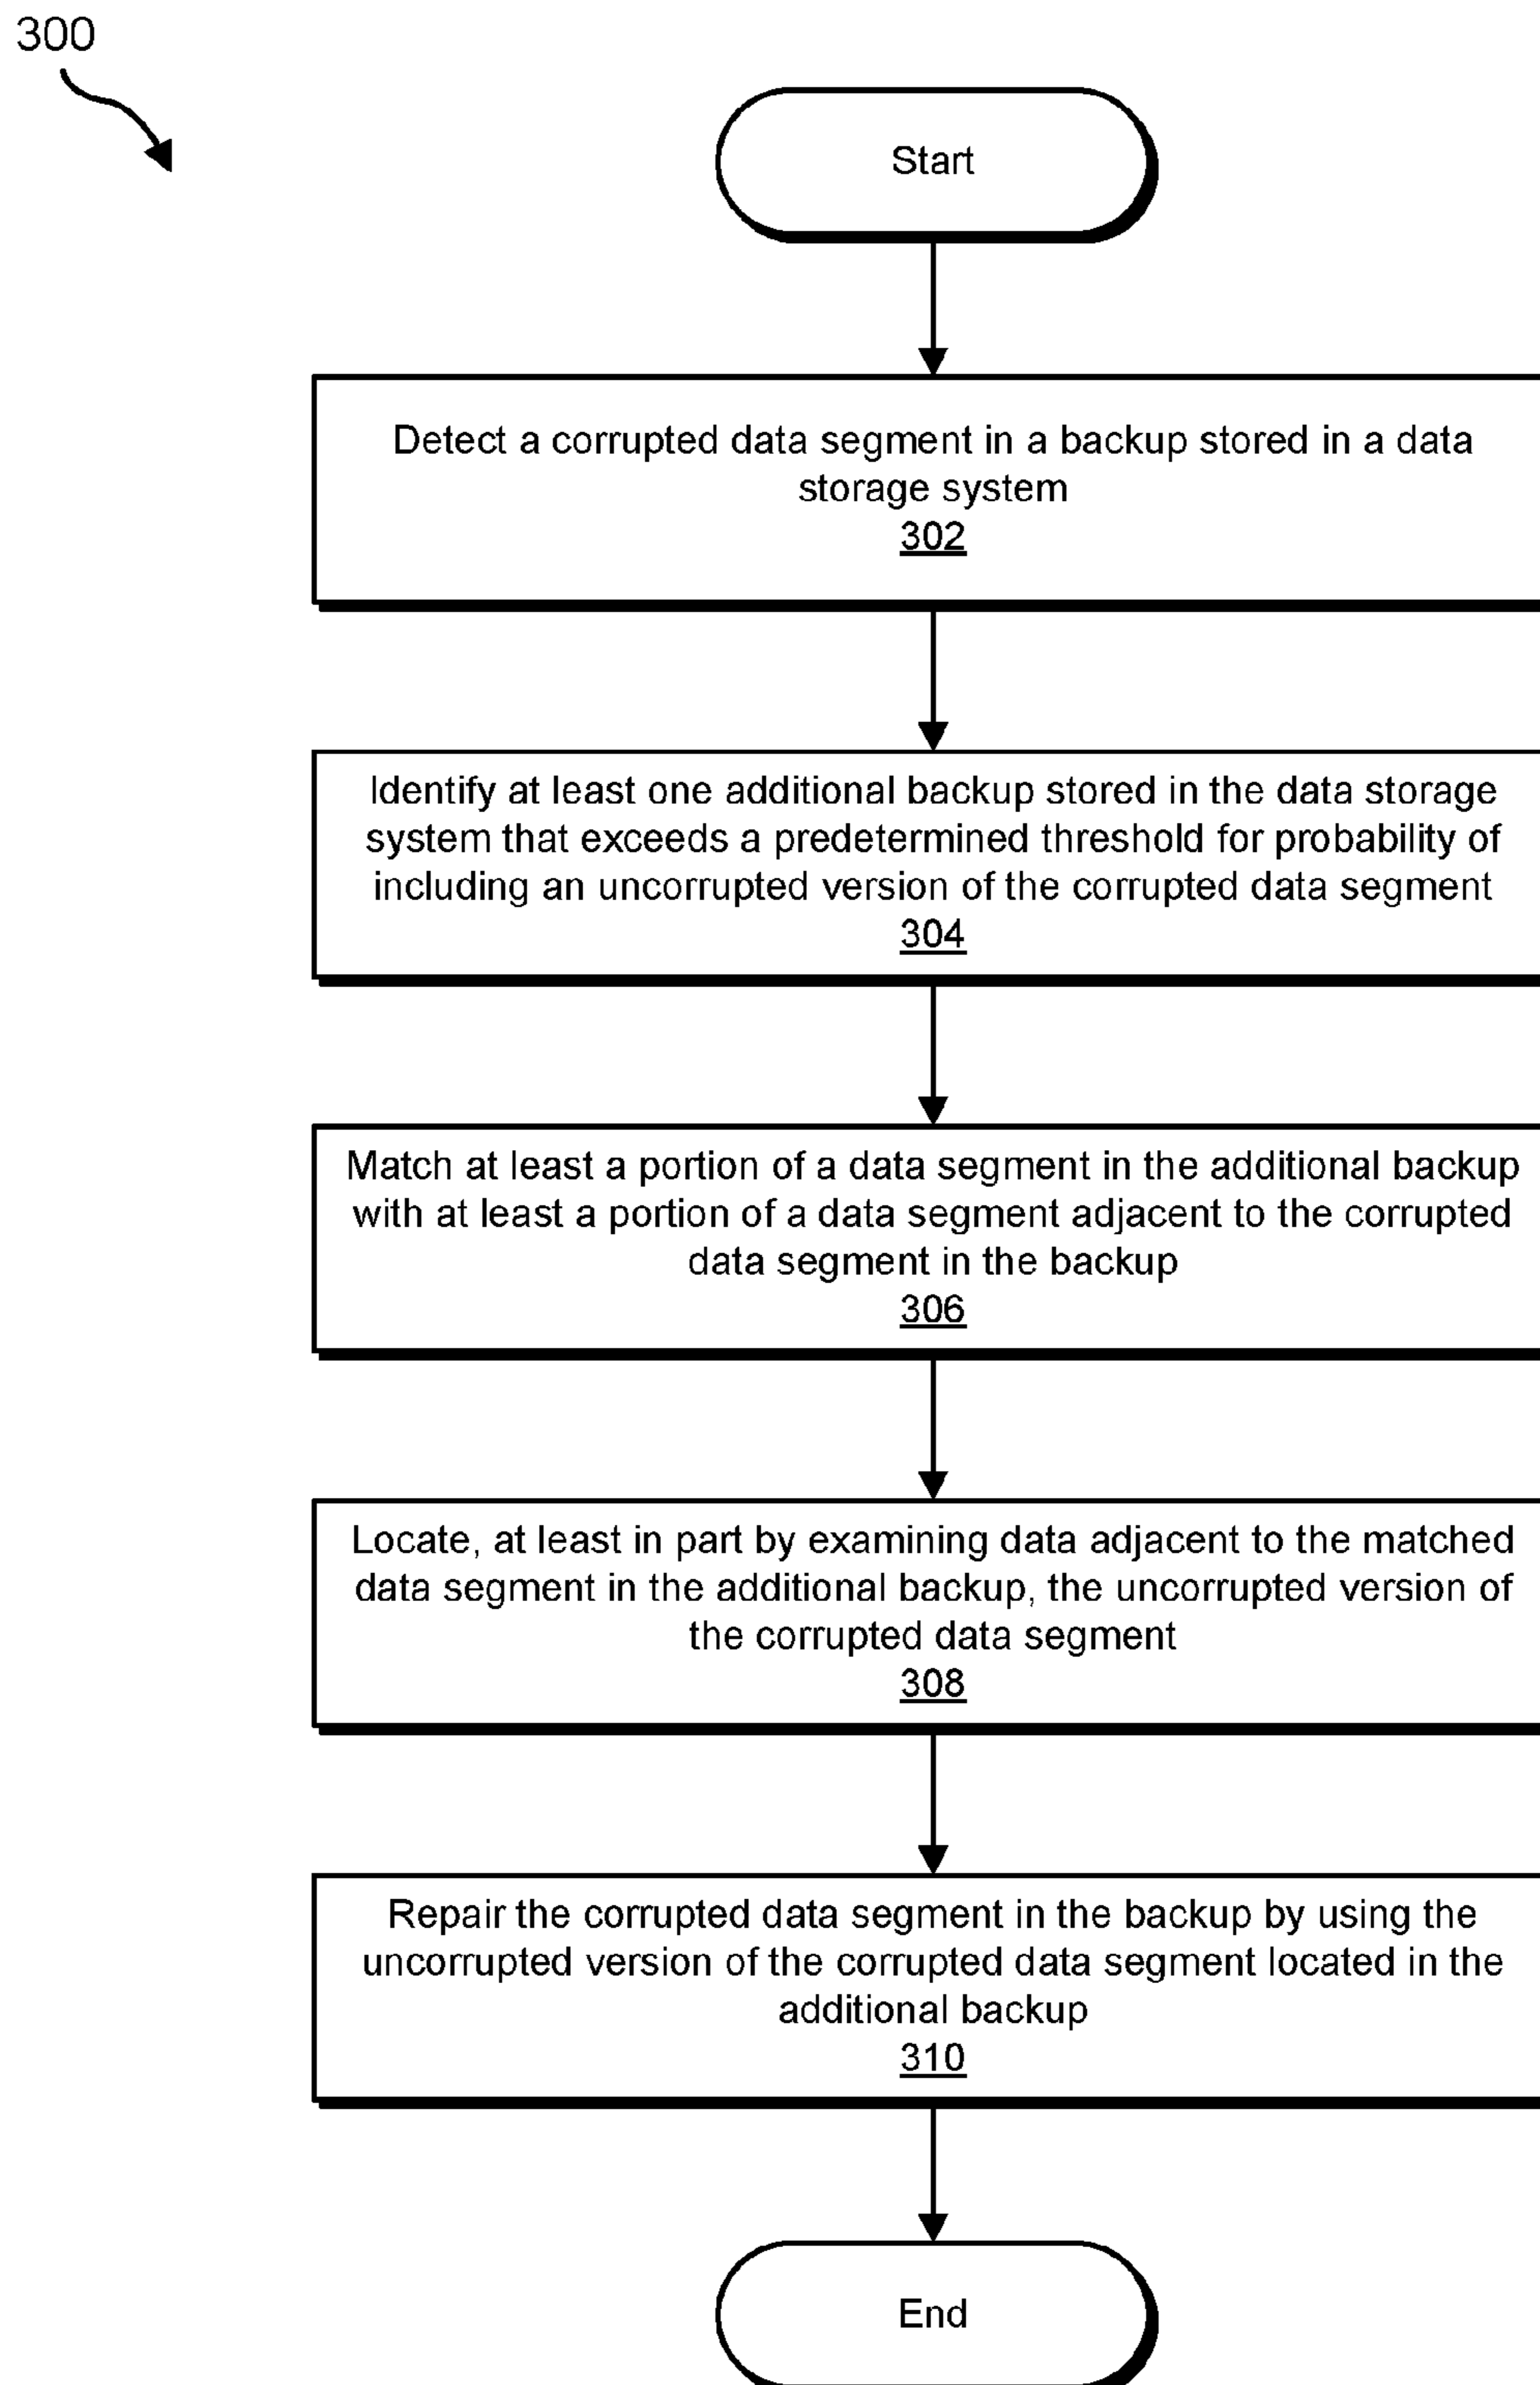 300
Start
Detect a corrupted data segment in a backup stored in a data
storage system
302
Identify at least one additional backup stored in the data storage
system that exceeds a predetermined threshold for probability of
including an uncorrupted version of the corrupted data segment
304
Match at least a portion of a data segment in the additional backup
with at least a portion of a data segment adjacent to the corrupted
data segment in the backup
306
Locate, at least in part by examining data adjacent to the matched
data segment in the additional backup, the uncorrupted version of
the corrupted data segment
308
Repair the corrupted data segment in the backup by using the
uncorrupted version of the corrupted data segment located in the
additional backup
310
End